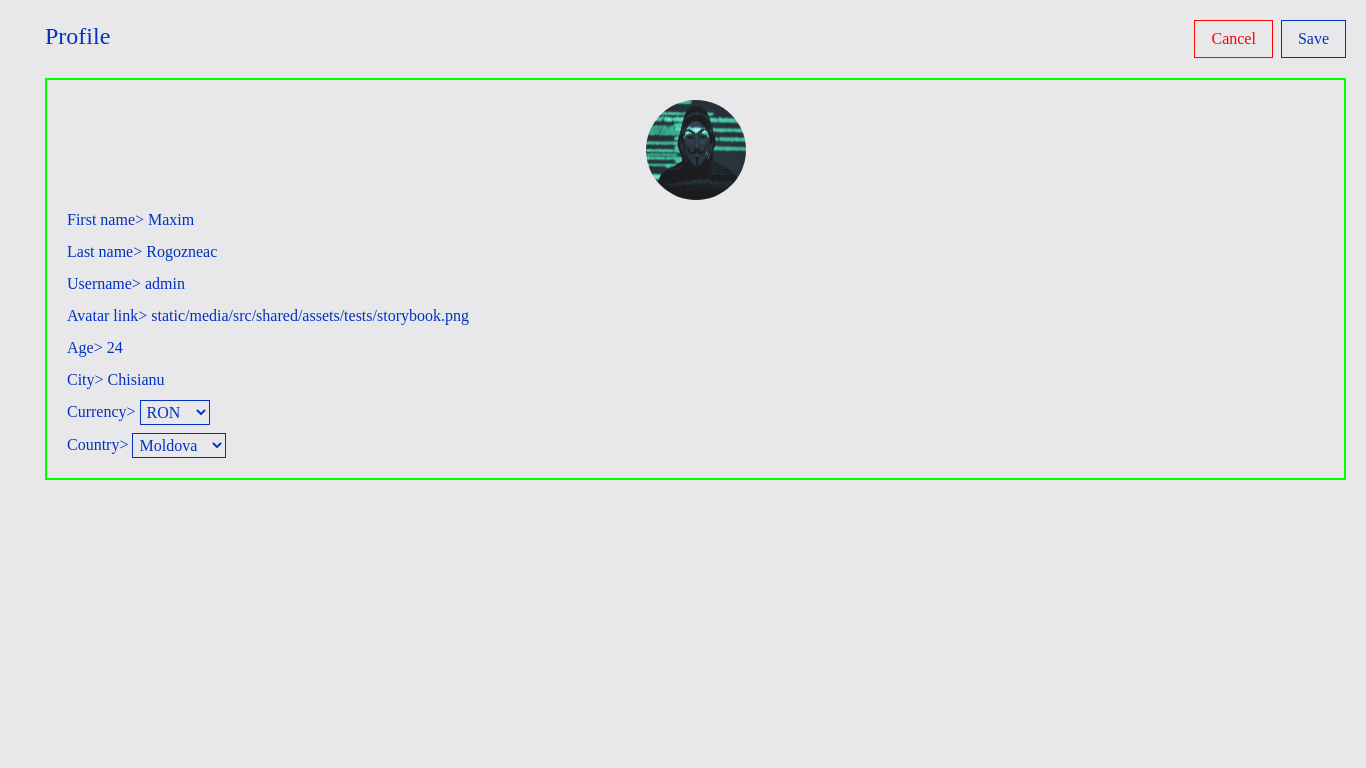 Profile
Cancel
Save
First name> Maxim
Last name> Rogozneac
Username> admin
Avatar link> static/media/src/shared/assets/tests/storybook.png
Age> 24
City> Chisianu
Currency> RON
Country> Moldova